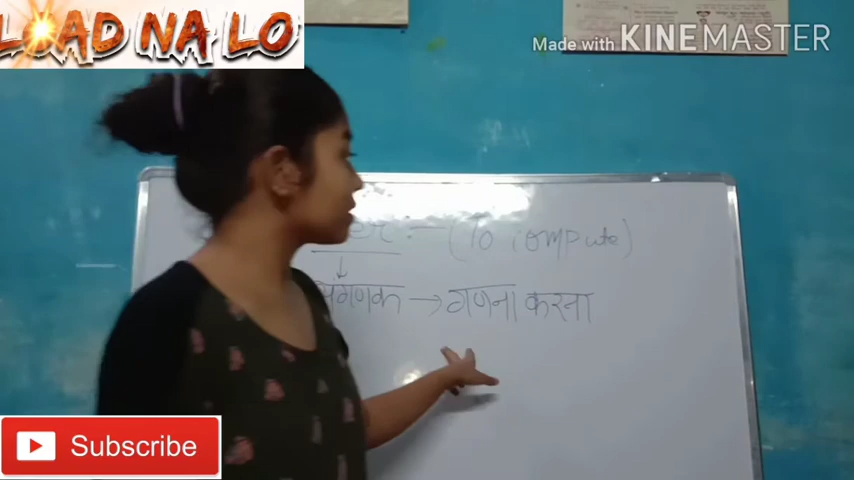 LOAD NA LO
Made with KINEMASTER
:- (To compute)
→ गणना करना
Subscribe